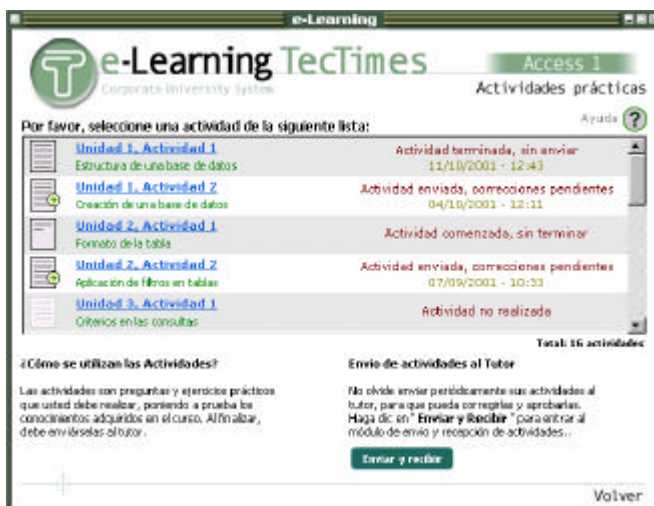 e-Learning
e-Learning TecTimes
Corporate University System
Access 1
Actividades prácticas
Ayuda ?
Por favor, seleccione una actividad de la siguiente lista:
Unidad 1, Actividad 1
Estructura de una base de datos
Actividad terminada, sin enviar
11/10/2001 - 12:43
Unidad 1, Actividad 2
Creación de una base de datos
Actividad enviada, correcciones pendientes
04/10/2001 - 12:11
Unidad 2, Actividad 1
Formato de la tabla
Actividad comenzada, sin terminar
Unidad 2, Actividad 2
Aplicación de filtros en tablas
Actividad enviada, correcciones pendientes
07/09/2001 - 10:33
Unidad 3, Actividad 1
Criterios en las consultas
Actividad no realizada
Total: 16 actividades
¿Cómo se utilizan las Actividades?
Las actividades son preguntas y ejercicios prácticos
que usted debe realizar, poniendo a prueba los
conocimientos adquiridos en el curso. Al finalizar,
debe enviárselas al tutor.
Envio de actividades al Tutor
No olvide enviar periódicamente sus actividades al
tutor, para que pueda corregirlas y aprobarlas.
Haga clic en "Enviar y Recibir" para entrar al
módulo de envio y recepción de actividades..
Enviar y recibir
Volver